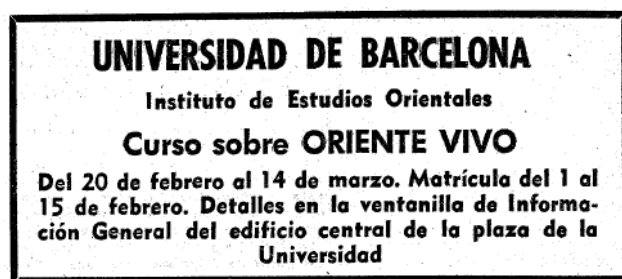 UNIVERSIDAD DE BARCELONA
Instituto de Estudios Orientales
Curso sobre ORIENTE VIVO
Del 20 de febrero al 14 de marzo. Matrícula del 1 al
15 de febrero. Detalles en la ventanilla de Informa-
ción General del edificio central de la plaza de la
Universidad